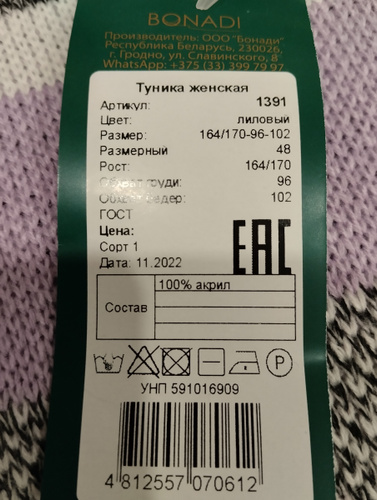 BONADI
Производитель: ООО "Бонади"
Республика Беларусь, 230026,
г. Гродно, ул. Славинского, 8
WhatsApp: +375 (33) 399 79 97
Туника женская
Артикул: 1391
Цвет: лиловый
Размер: 164/170-96-102
Размерный 48
Рост: 164/170
груди: 96
102
ГОСТ
Цена:
Сорт 1
Дата: 11.2022
EAC
Состав
100% акрил
P
УНП 591016909
4 812557 070612